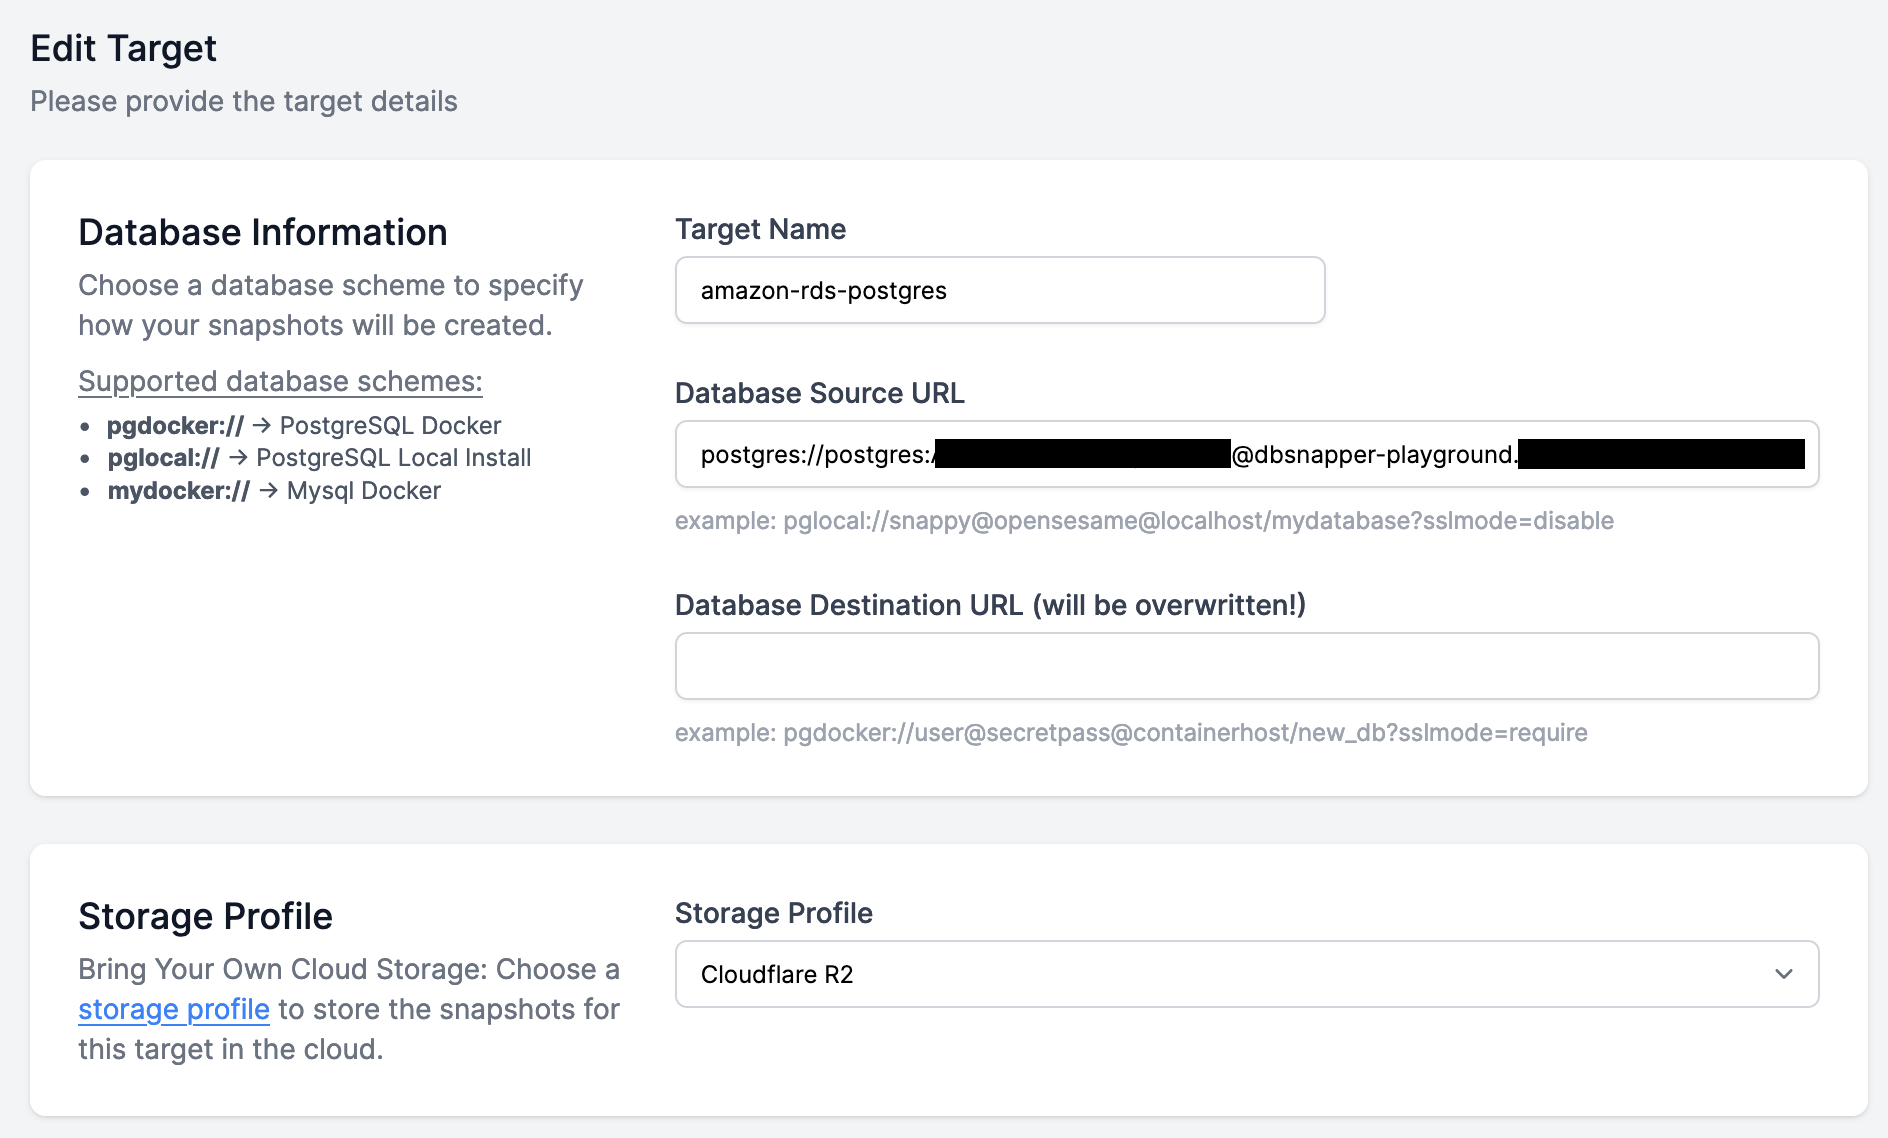 Edit Target
Please provide the target details
Database Information
Choose a database scheme to specify
how your snapshots will be created.
Supported database schemes:
• pgdocker:// → PostgreSQL Docker
• pglocal:// → PostgreSQL Local Install
• mydocker:// → Mysql Docker
Target Name
amazon-rds-postgres
Database Source URL
postgres://postgres:@dbsnapper-playground.
example: pglocal://snappy@opensesame@localhost/mydatabase?sslmode=disable
Database Destination URL (will be overwritten!)
example: pgdocker://user@secretpass@containerhost/new_db?sslmode=require
Storage Profile
Bring Your Own Cloud Storage: Choose a
storage profile to store the snapshots for
this target in the cloud.
Storage Profile
Cloudflare R2